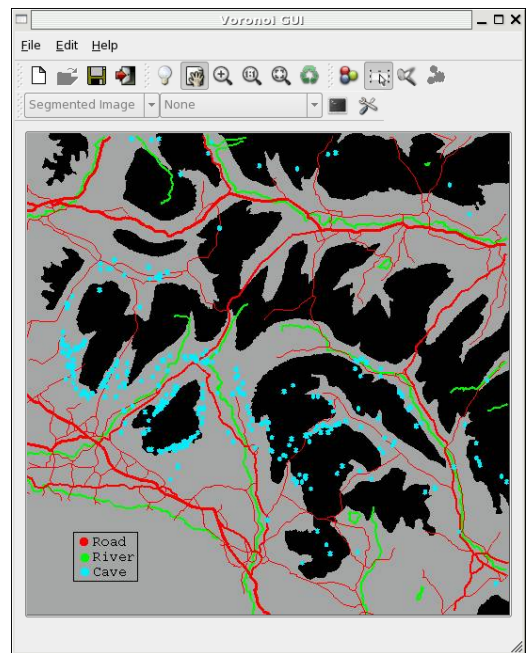 Voronoi GUI
File Edit Help
Segmented Image None
Road
River
Cave